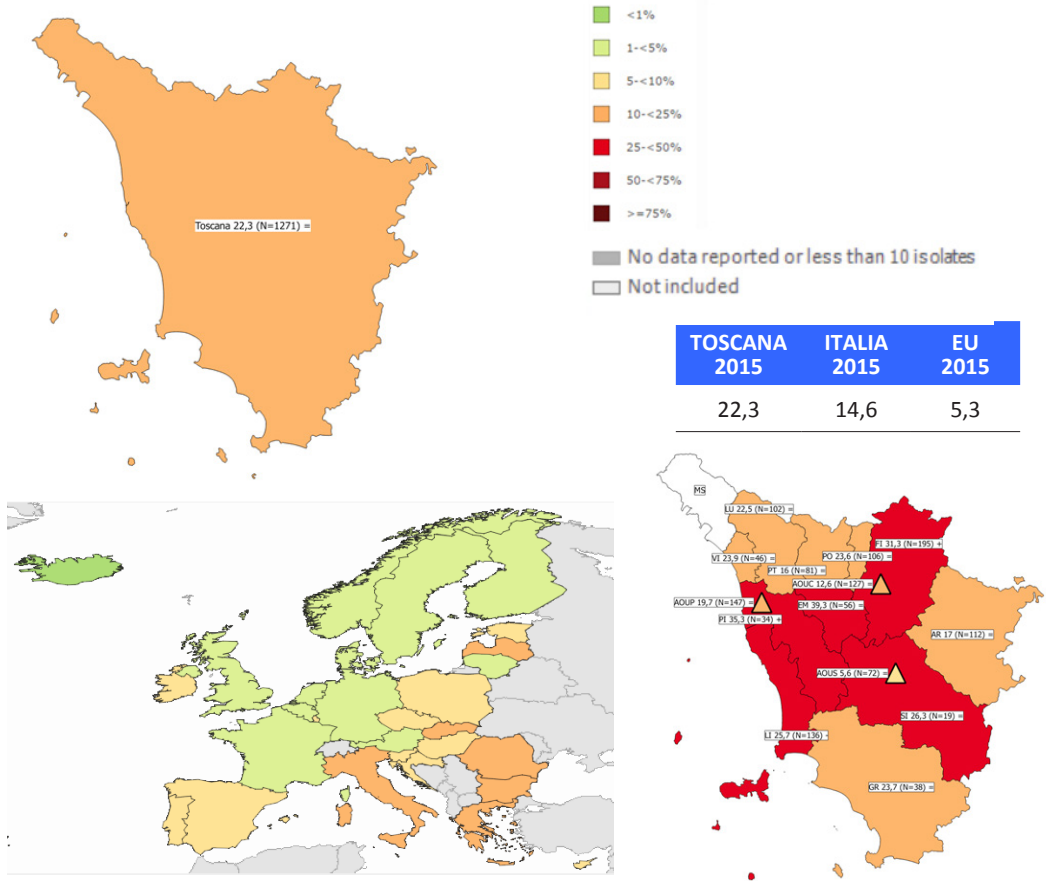 <1%
1-<5%
5-<10%
10-<25%
25-<50%
50-<75%
>=75%
No data reported or less than 10 isolates
Not included
Toscana 22,3 (N=1271) =
TOSCANA ITALIA EU
2015 2015 2015
22,3 14,6 5,3
MS
LU 22,5 (N=102) =
FI 31,3 (N=195) +
VI 23,9 (N=46) =
PO 23,6 (N=106) =
PT 16 (N=81) =
AOUC 12,6 (N=127) =
AOUP 19,7 (N=147) =
EM 39,3 (N=56) =
PI 35,3 (N=34) +
AR 17 (N=112) =
AOUS 5,6 (N=72) =
SI 26,3 (N=19) =
LI 25,7 (N=136)
GR 23,7 (N=38) =